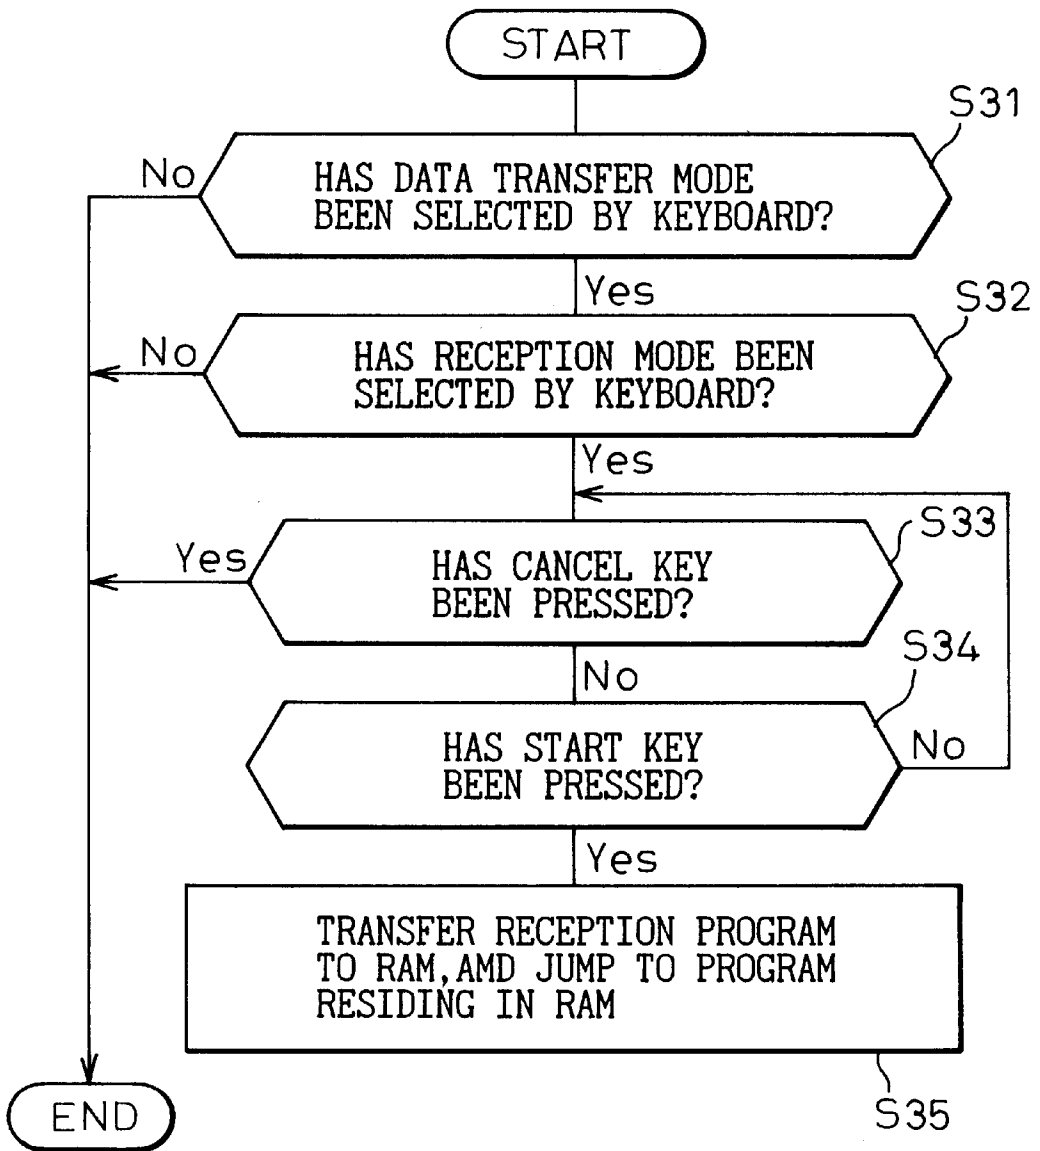 START
S31
No
HAS DATA TRANSFER MODE
BEEN SELECTED BY KEYBOARD?
Yes
S32
No
HAS RECEPTION MODE BEEN
SELECTED BY KEYBOARD?
Yes
S33
Yes
HAS CANCEL KEY
BEEN PRESSED?
No
S34
HAS START KEY
BEEN PRESSED?
No
Yes
TRANSFER RECEPTION PROGRAM
TO RAM,AMD JUMP TO PROGRAM
RESIDING IN RAM
END
S35